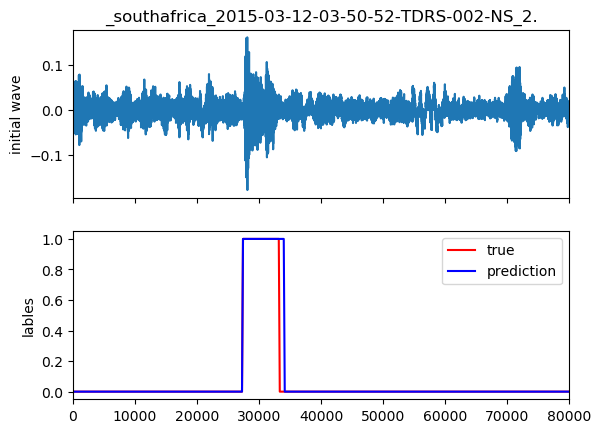 _southafrica_2015-03-12-03-50-52-TDRS-002-NS_2.
initial wave
0.1
0.0
−0.1
lables
1.0
0.8
0.6
0.4
0.2
0.0
true
prediction
0 10000 20000 30000 40000 50000 60000 70000 80000